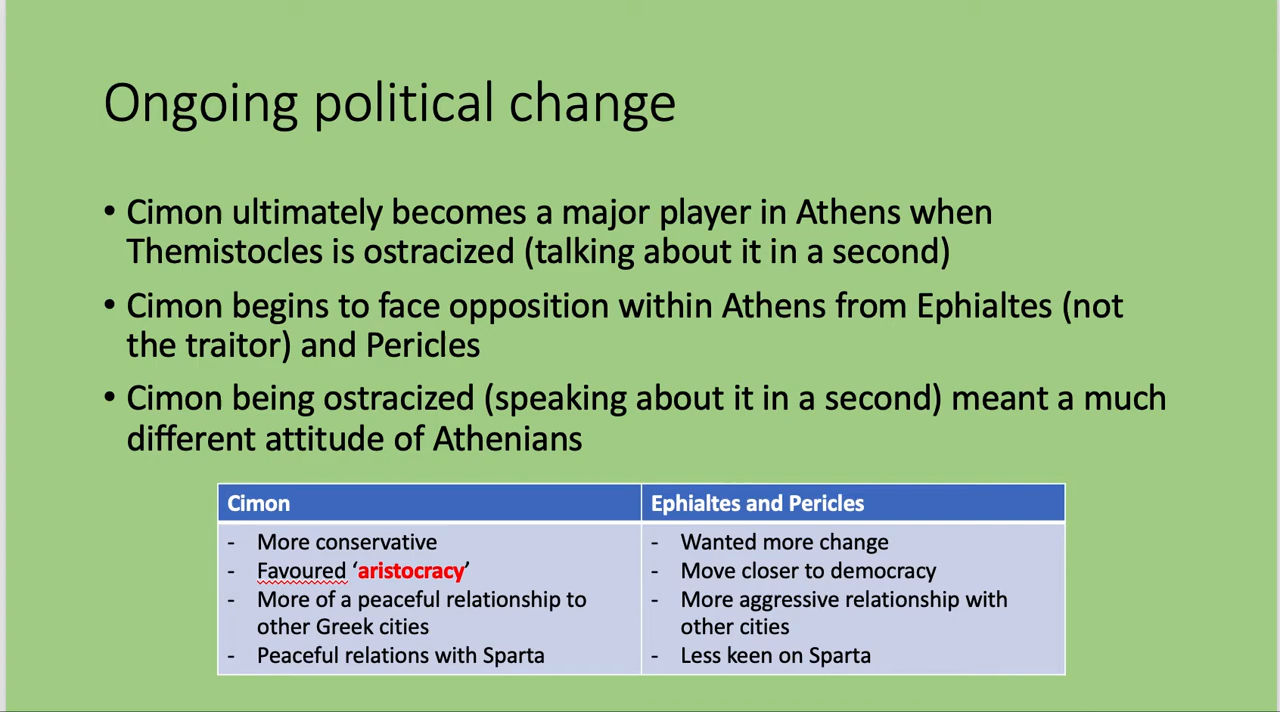 Ongoing political change
• Cimon ultimately becomes a major player in Athens when
Themistocles is ostracized (talking about it in a second)
• Cimon begins to face opposition within Athens from Ephialtes (not
the traitor) and Pericles
• Cimon being ostracized (speaking about it in a second) meant a much
different attitude of Athenians
Cimon
- More conservative
- Favoured ‘aristocracy’
- More of a peaceful relationship to
other Greek cities
- Peaceful relations with Sparta
Ephialtes and Pericles
- Wanted more change
- Move closer to democracy
- More aggressive relationship with
other cities
- Less keen on Sparta